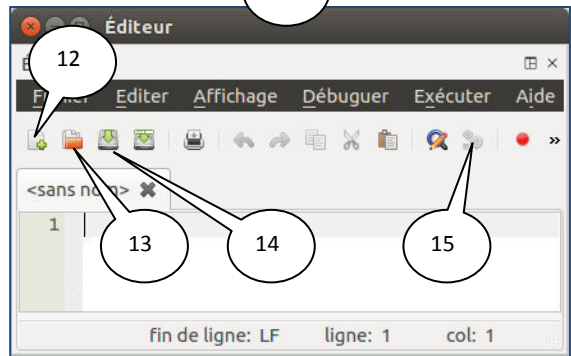 Éditeur
12
Fichier Editer Affichage Débuguer Exécuter Aide
»
<sans nom>
1
13
14
15
fin de ligne: LF ligne: 1 col: 1